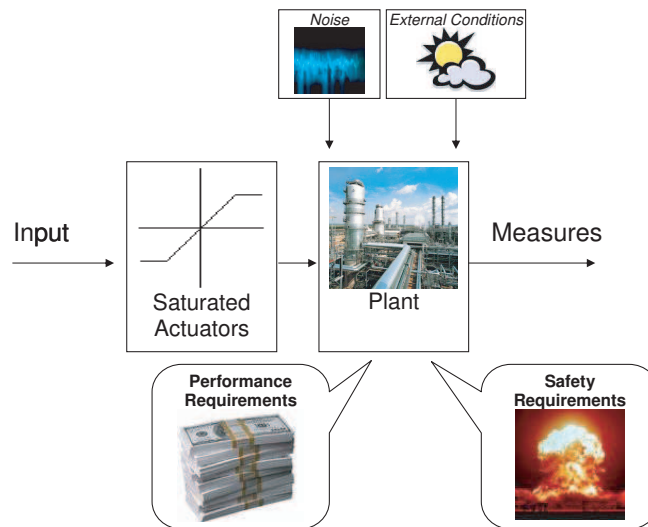 Noise
External Conditions
Input
Measures
Saturated
Actuators
Plant
Performance
Requirements
Safety
Requirements